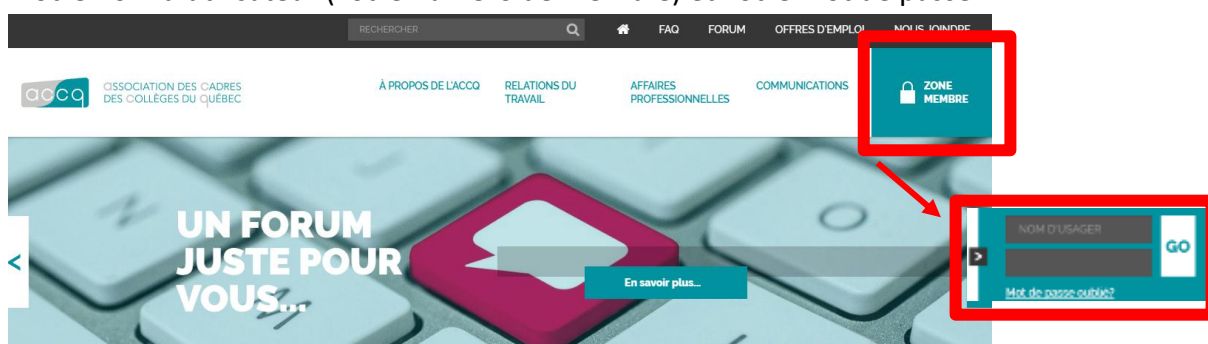 RECHERCHER FAQ FORUM OFFRES D'EMPLOI NOUS JOINDRE
accq ASSOCIATION DES CADRES
DES COLLÈGES DU QUÉBEC
À PROPOS DE L'ACCQ
RELATIONS DU
TRAVAIL
AFFAIRES
PROFESSIONNELLES
COMMUNICATIONS
ZONE
MEMBRE
UN FORUM
JUSTE POUR
VOUS...
<
En savoir plus...
>
NOM D'USAGER
GO
Mot de passe oublié?